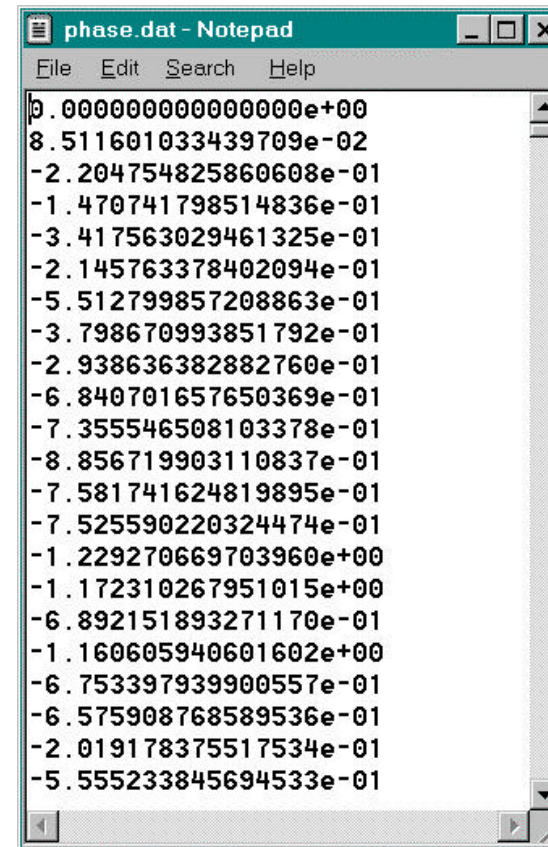 phase.dat - Notepad
File Edit Search Help
0.000000000000000e+00
8.511601033439709e-02
-2.204754825860608e-01
-1.470741798514836e-01
-3.417563029461325e-01
-2.145763378402094e-01
-5.512799857208863e-01
-3.798670993851792e-01
-2.938636382882760e-01
-6.840701657650369e-01
-7.355546508103378e-01
-8.856719903110837e-01
-7.581741624819895e-01
-7.525590220324474e-01
-1.229270669703960e+00
-1.172310267951015e+00
-6.892151893271170e-01
-1.160605940601602e+00
-6.753397939900557e-01
-6.575908768589536e-01
-2.019178375517534e-01
-5.555233845694533e-01